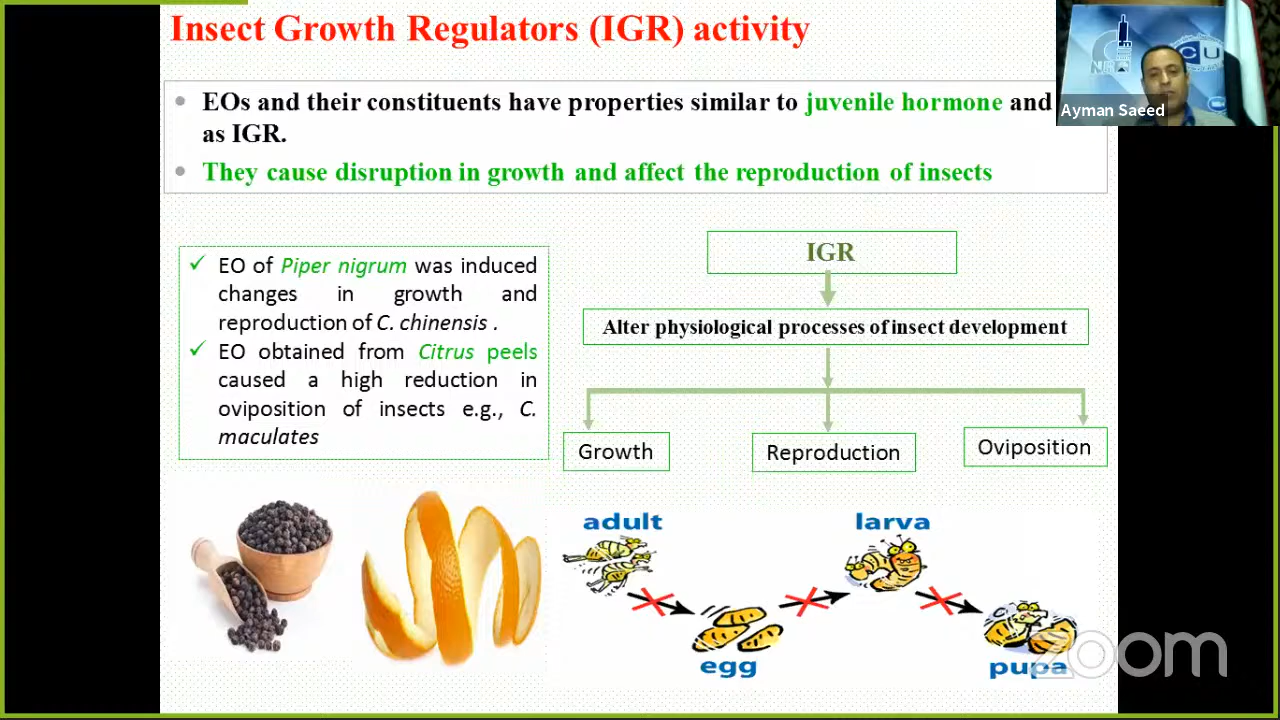 Insect Growth Regulators (IGR) activity
EOs and their constituents have properties similar to juvenile hormone and
as IGR.
They cause disruption in growth and affect the reproduction of insects
Ayman Saeed
CU
EO of Piper nigrum was induced
changes in growth and
reproduction of C. chinensis .
EO obtained from Citrus peels
caused a high reduction in
oviposition of insects e.g., C.
maculates
IGR
Alter physiological processes of insect development
Growth
Reproduction
Oviposition
adult
larva
egg
pupa
zoom